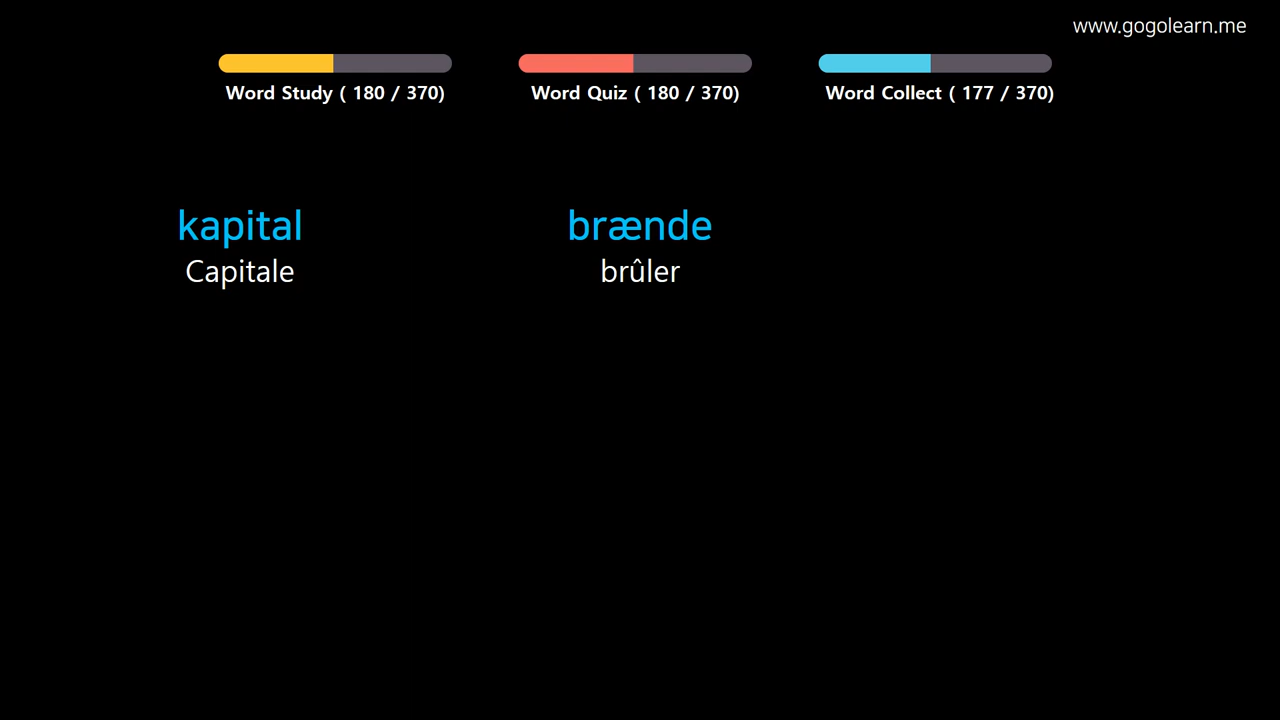 www.gogolearn.me
Word Study ( 180 / 370)
Word Quiz ( 180 / 370)
Word Collect ( 177 / 370)
kapital
brænde
Capitale
brûler